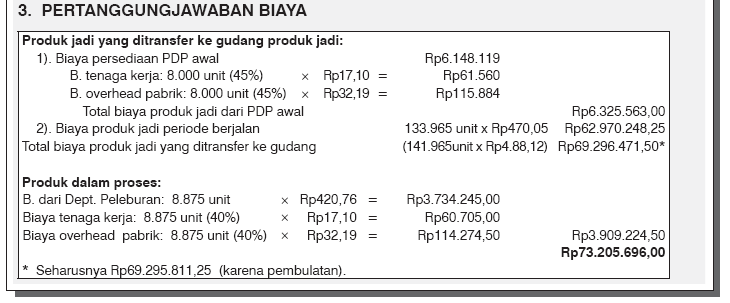 3. PERTANGGUNGJAWABAN BIAYA
Produk jadi yang ditransfer ke gudang produk jadi:
1). Biaya persediaan PDP awal Rp6.148.119
B. tenaga kerja: 8.000 unit (45%) × Rp17,10 = Rp61.560
B. overhead pabrik: 8.000 unit (45%) × Rp32,19 = Rp115.884
Total biaya produk jadi dari PDP awal Rp6.325.563,00
2). Biaya produk jadi periode berjalan 133.965 unit x Rp470,05 Rp62.970.248,25
Total biaya produk jadi yang ditransfer ke gudang (141.965unit x Rp4.88,12) Rp69.296.471,50*
Produk dalam proses:
B. dari Dept. Peleburan: 8.875 unit × Rp420,76 = Rp3.734.245,00
Biaya tenaga kerja: 8.875 unit (40%) × Rp17,10 = Rp60.705,00
Biaya overhead pabrik: 8.875 unit (40%) × Rp32,19 = Rp114.274,50 Rp3.909.224,50
Rp73.205.696,00
* Seharusnya Rp69.295.811,25 (karena pembulatan).